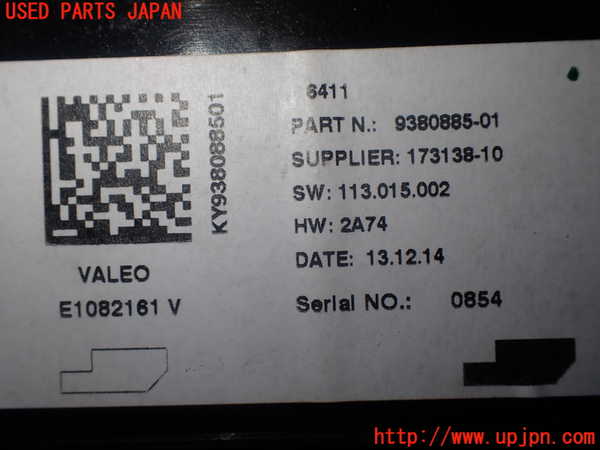 USED PARTS JAPAN
6411
PART N.: 9380885-01
SUPPLIER: 173138-10
SW: 113.015.002
HW: 2A74
DATE: 13.12.14
Serial NO.: 0854
KY938088501
VALEO
E1082161 V
http://www.upjpn.com/